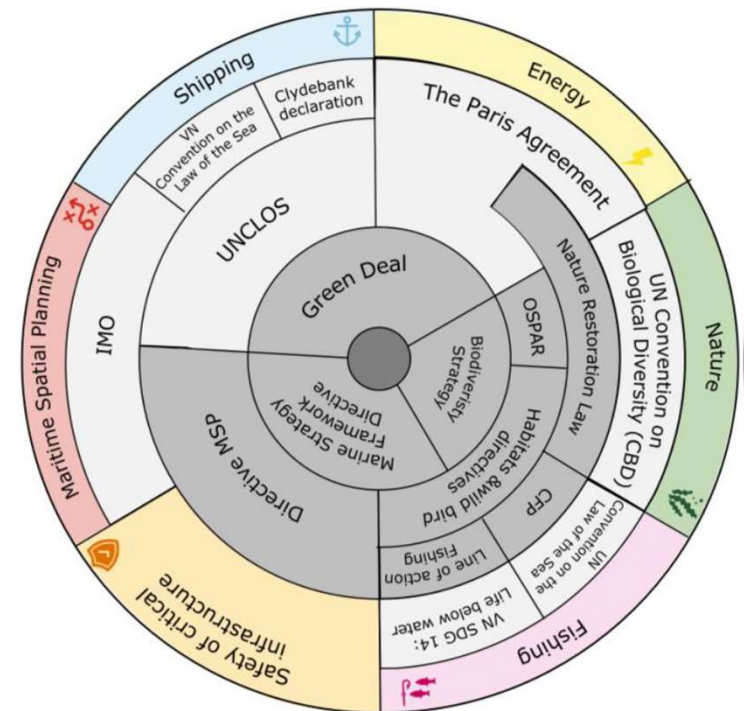 Shipping
Energy
Nature
Fishing
Safety of critical
infrastructure
Maritime Spatial Planning
VN
Convention on the
Law of the Sea
Clydebank
declaration
The Paris Agreement
UN Convention on
Biological Diversity (CBD)
UN
Convention on the
Law of the Sea
VN SDG 14:
Life below water
IMO
UNCLOS
Nature Restoration Law
OSPAR
Habitats &wild bird
directives
CFP
Line of action
Fishing
Directive MSP
Green Deal
Biodiveristy
Strategy
Marine Strategy
Framework
Directive